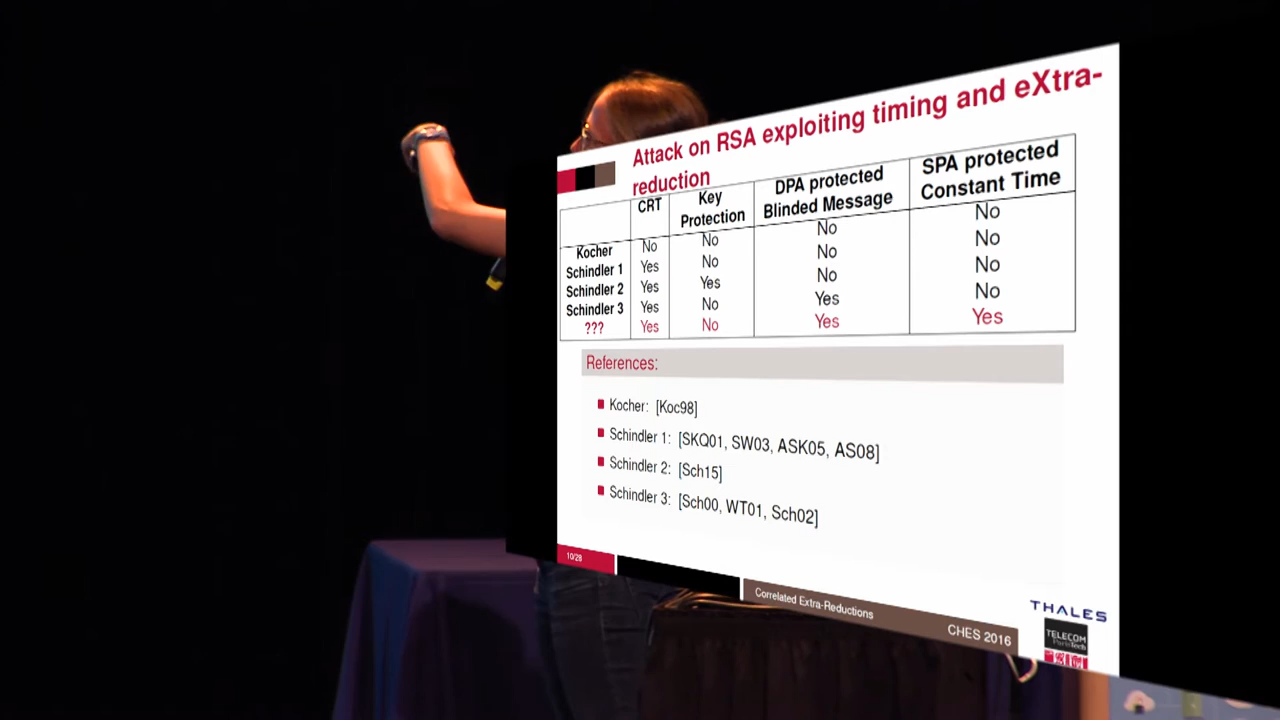 Attack on RSA exploiting timing and eXtra-
reduction
CRT Key Protection DPA protected Blinded Message SPA protected Constant Time
Kocher No No No No
Schindler 1 Yes No No No
Schindler 2 Yes Yes No No
Schindler 3 Yes No Yes No
??? Yes No Yes Yes
References:
Kocher: [Koc98]
Schindler 1: [SKQ01, SW03, ASK05, AS08]
Schindler 2: [Sch15]
Schindler 3: [Sch00, WT01, Sch02]
10/28
Correlated Extra-Reductions
CHES 2016
THALES
TELECOM
ParisTech